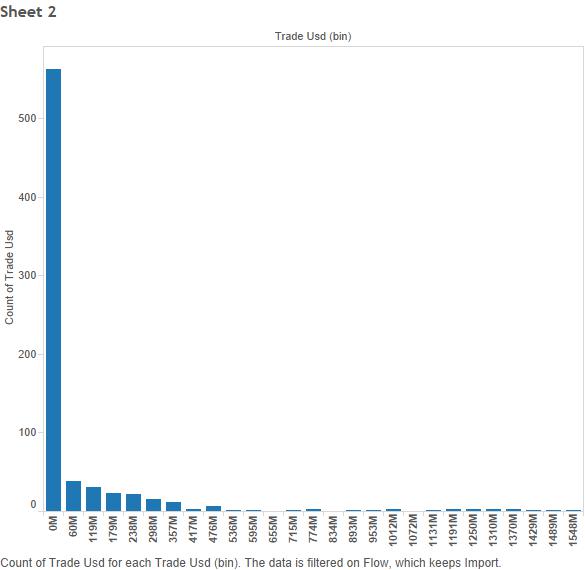 Sheet 2
Trade Usd (bin)
Count of Trade Usd
500
400
300
200
100
0
0M
60M
119M
179M
238M
298M
357M
417M
476M
536M
595M
655M
715M
774M
834M
893M
953M
1012M
1072M
1131M
1191M
1250M
1310M
1370M
1429M
1489M
1548M
Count of Trade Usd for each Trade Usd (bin). The data is filtered on Flow, which keeps Import.